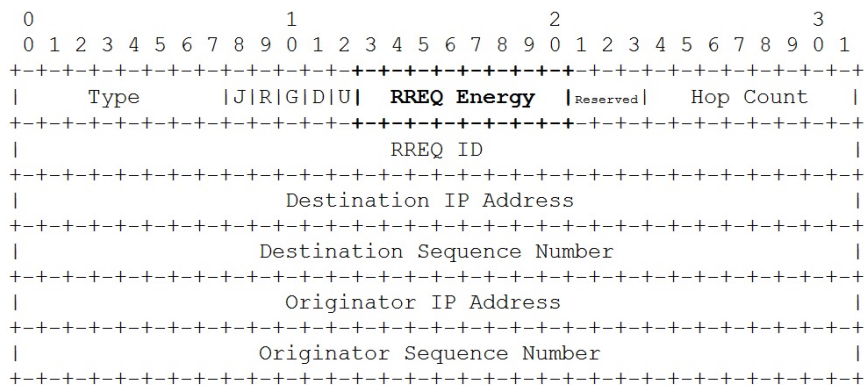 0                   1                   2                   3
0 1 2 3 4 5 6 7 8 9 0 1 2 3 4 5 6 7 8 9 0 1 2 3 4 5 6 7 8 9 0 1
+-+-+-+-+-+-+-+-+-+-+-+-+-+-+-+-+-+-+-+-+-+-+-+-+-+-+-+-+-+-+-+-+
| Type |J|R|G|D|U| RREQ Energy |Reserved| Hop Count |
+-+-+-+-+-+-+-+-+-+-+-+-+-+-+-+-+-+-+-+-+-+-+-+-+-+-+-+-+-+-+-+-+
| RREQ ID |
+-+-+-+-+-+-+-+-+-+-+-+-+-+-+-+-+-+-+-+-+-+-+-+-+-+-+-+-+-+-+-+-+
| Destination IP Address |
+-+-+-+-+-+-+-+-+-+-+-+-+-+-+-+-+-+-+-+-+-+-+-+-+-+-+-+-+-+-+-+-+
| Destination Sequence Number |
+-+-+-+-+-+-+-+-+-+-+-+-+-+-+-+-+-+-+-+-+-+-+-+-+-+-+-+-+-+-+-+-+
| Originator IP Address |
+-+-+-+-+-+-+-+-+-+-+-+-+-+-+-+-+-+-+-+-+-+-+-+-+-+-+-+-+-+-+-+-+
| Originator Sequence Number |
+-+-+-+-+-+-+-+-+-+-+-+-+-+-+-+-+-+-+-+-+-+-+-+-+-+-+-+-+-+-+-+-+